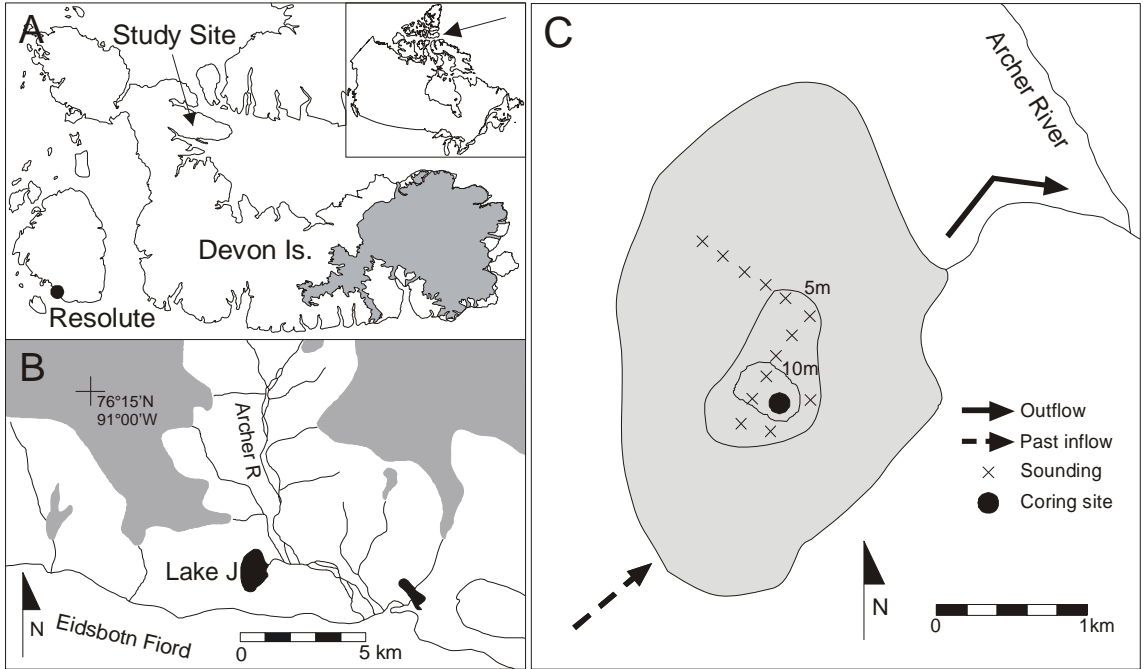 A
Study Site
Devon Is.
Resolute
B
76°15'N
91°00'W
Archer R
Lake J
Eidsbotn Fiord
N
0 5 km
C
Archer River
5m
10m
Outflow
Past inflow
Sounding
Coring site
N
0 1km